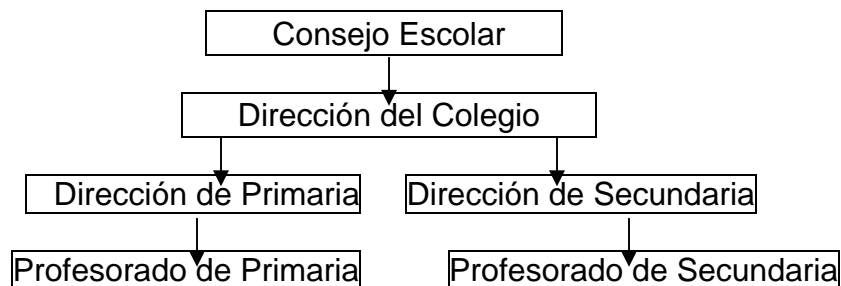 Consejo Escolar
Dirección del Colegio
Dirección de Primaria
Dirección de Secundaria
Profesorado de Primaria
Profesorado de Secundaria